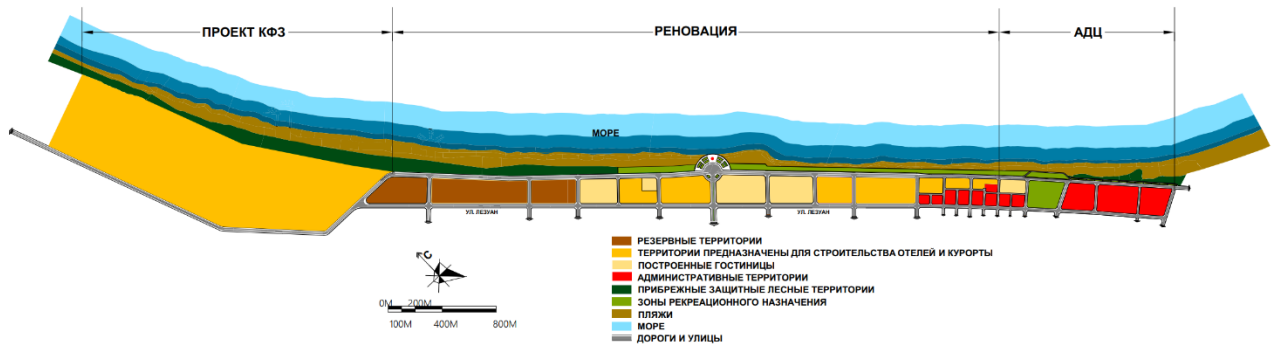 ПРОЕКТ КФЗ
РЕНОВАЦИЯ
АДЦ
МОРЕ
УЛ. ЛЕЗУАН
УЛ. ЛЕЗУАН
РЕЗЕРВНЫЕ ТЕРРИТОРИИ
ТЕРРИТОРИИ ПРЕДНАЗНАЧЕНЫ ДЛЯ СТРОИТЕЛЬСТВА ОТЕЛЕЙ И КУРОРТЫ
ПОСТРОЕННЫЕ ГОСТИНИЦЫ
АДМИНИСТРАТИВНЫЕ ТЕРРИТОРИИ
ПРИБРЕЖНЫЕ ЗАЩИТНЫЕ ЛЕСНЫЕ ТЕРРИТОРИИ
ЗОНЫ РЕКРЕАЦИОННОГО НАЗНАЧЕНИЯ
ПЛЯЖИ
МОРЕ
ДОРОГИ И УЛИЦЫ
С
0М 200М
100М 400М 800М